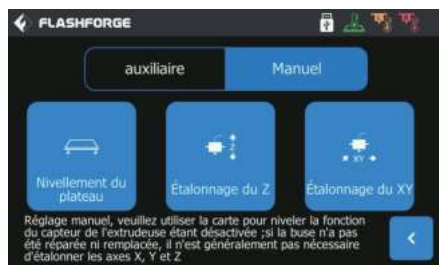 FLASHFORGE
auxiliaire Manuel
Nivellement du
plateau
Étalonnage du Z
Étalonnage du XY
Réglage manuel, veuillez utiliser la carte pour niveler la fonction
du capteur de l'extrudeuse étant désactivée ;si la buse n'a pas
été réparée ni remplacée, il n'est généralement pas nécessaire
d'étalonner les axes X, Y et Z